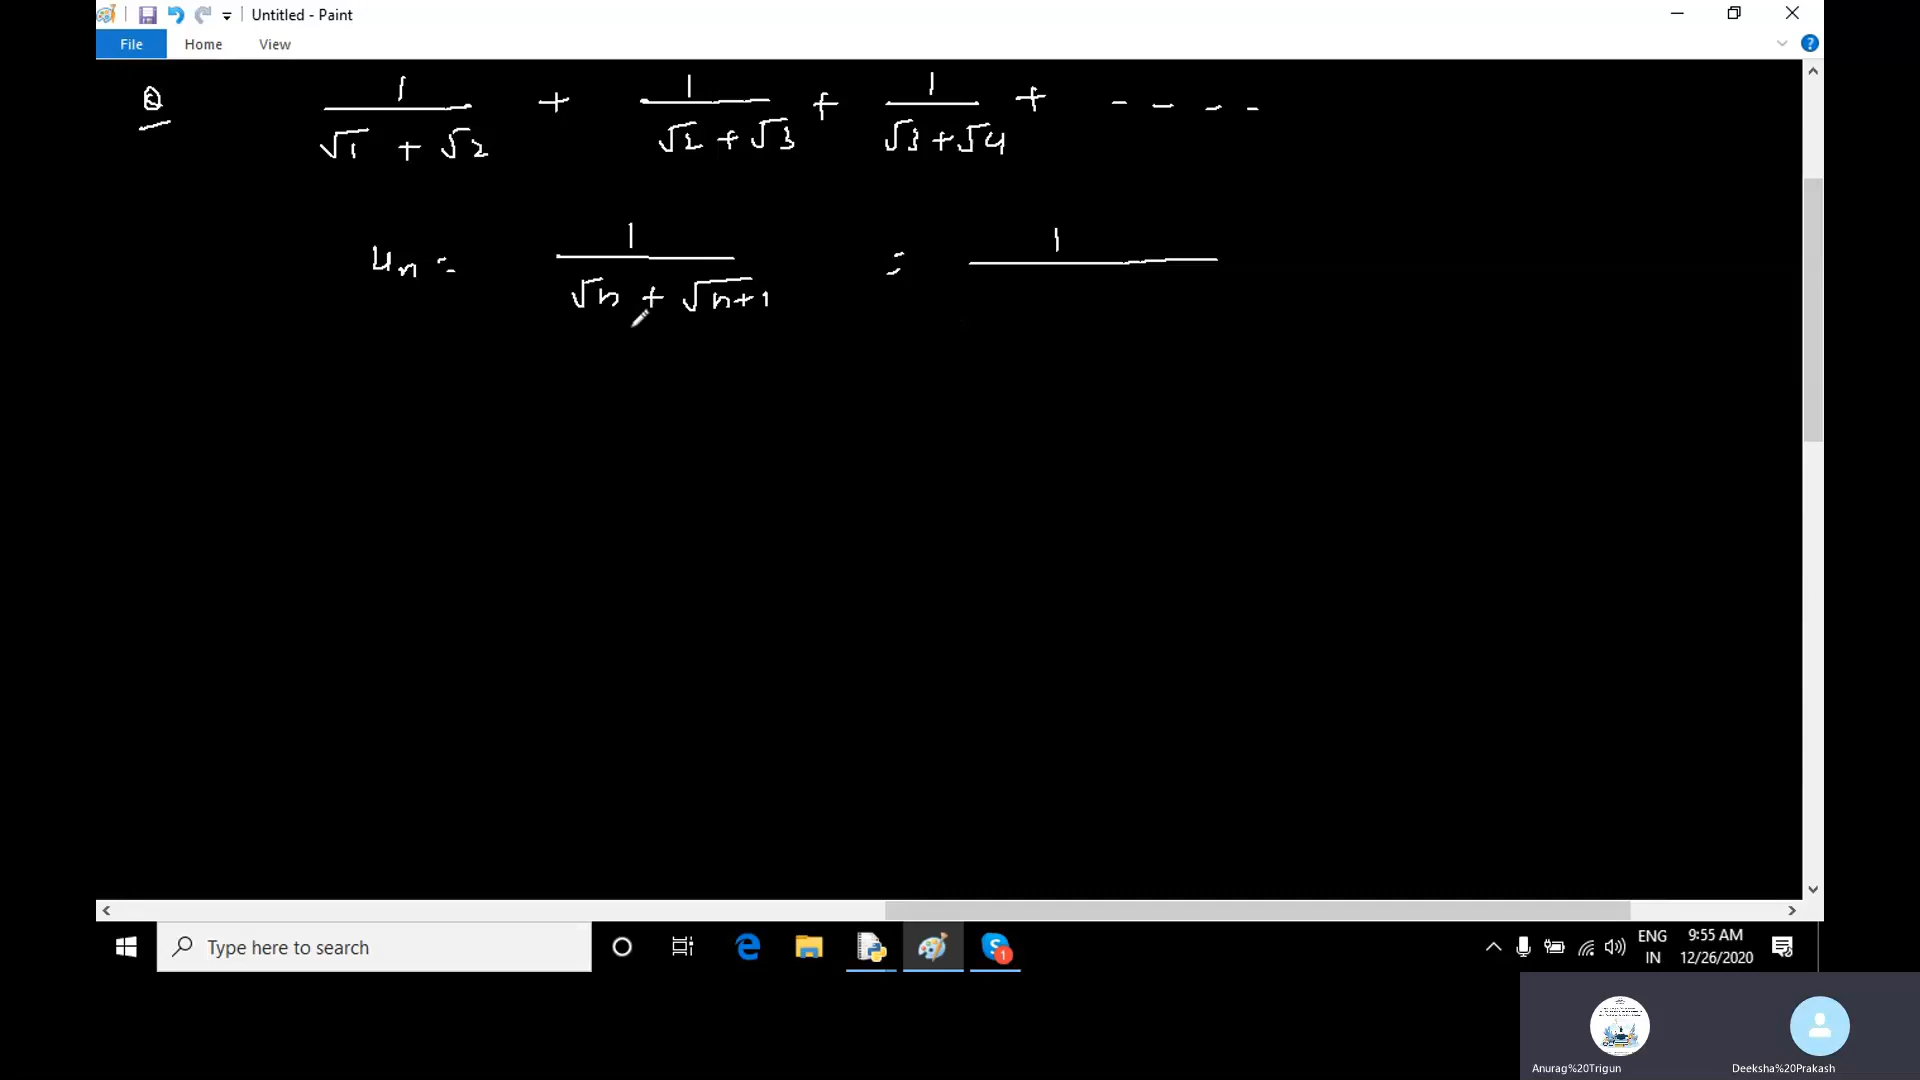 Untitled - Paint
File Home View
Q 1/(√1 + √2) + 1/(√2 + √3) + 1/(√3 + √4) + - - - -
un = 1/(√n + √n+1) = 1/
Type here to search
1
ENG 9:55 AM
IN 12/26/2020
Anurag%20Trigun Deeksha%20Prakash